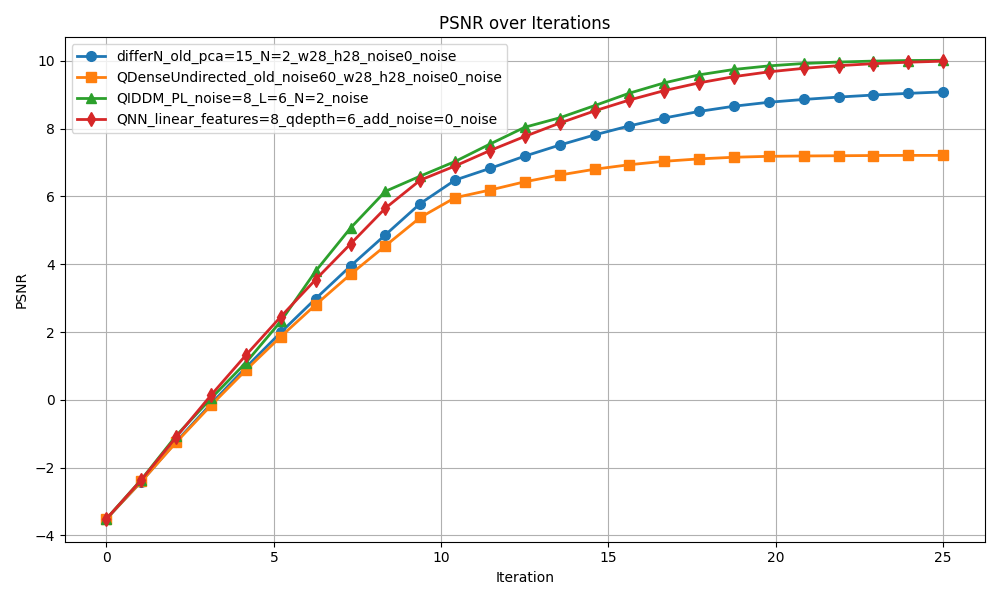 PSNR over Iterations
differN_old_pca=15_N=2_w28_h28_noise0_noise
QDenseUndirected_old_noise60_w28_h28_noise0_noise
QIDDM_PL_noise=8_L=6_N=2_noise
QNN_linear_features=8_qdepth=6_add_noise=0_noise
PSNR
10
8
6
4
2
0
−2
−4
0 5 10 15 20 25
Iteration